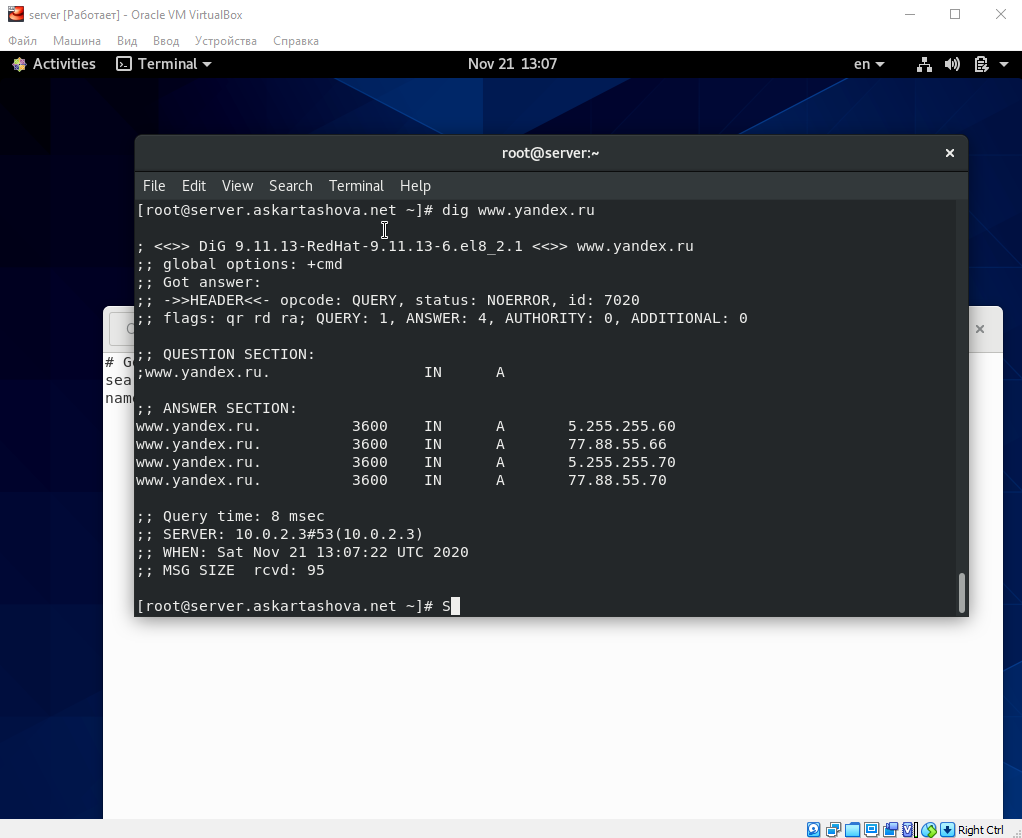 server [Работает] - Oracle VM VirtualBox
Файл Машина Вид Ввод Устройства Справка
Activities Terminal Nov 21 13:07 en
root@server:~
File Edit View Search Terminal Help
[root@server.askartashova.net ~]# dig www.yandex.ru
; <<>> DiG 9.11.13-RedHat-9.11.13-6.el8_2.1 <<>> www.yandex.ru
;; global options: +cmd
;; Got answer:
;; ->>HEADER<<- opcode: QUERY, status: NOERROR, id: 7020
;; flags: qr rd ra; QUERY: 1, ANSWER: 4, AUTHORITY: 0, ADDITIONAL: 0
;; QUESTION SECTION:
;www.yandex.ru. IN A
;; ANSWER SECTION:
www.yandex.ru. 3600 IN A 5.255.255.60
www.yandex.ru. 3600 IN A 77.88.55.66
www.yandex.ru. 3600 IN A 5.255.255.70
www.yandex.ru. 3600 IN A 77.88.55.70
;; Query time: 8 msec
;; SERVER: 10.0.2.3#53(10.0.2.3)
;; WHEN: Sat Nov 21 13:07:22 UTC 2020
;; MSG SIZE rcvd: 95
[root@server.askartashova.net ~]# S
# G
sea
nam
Right Ctrl